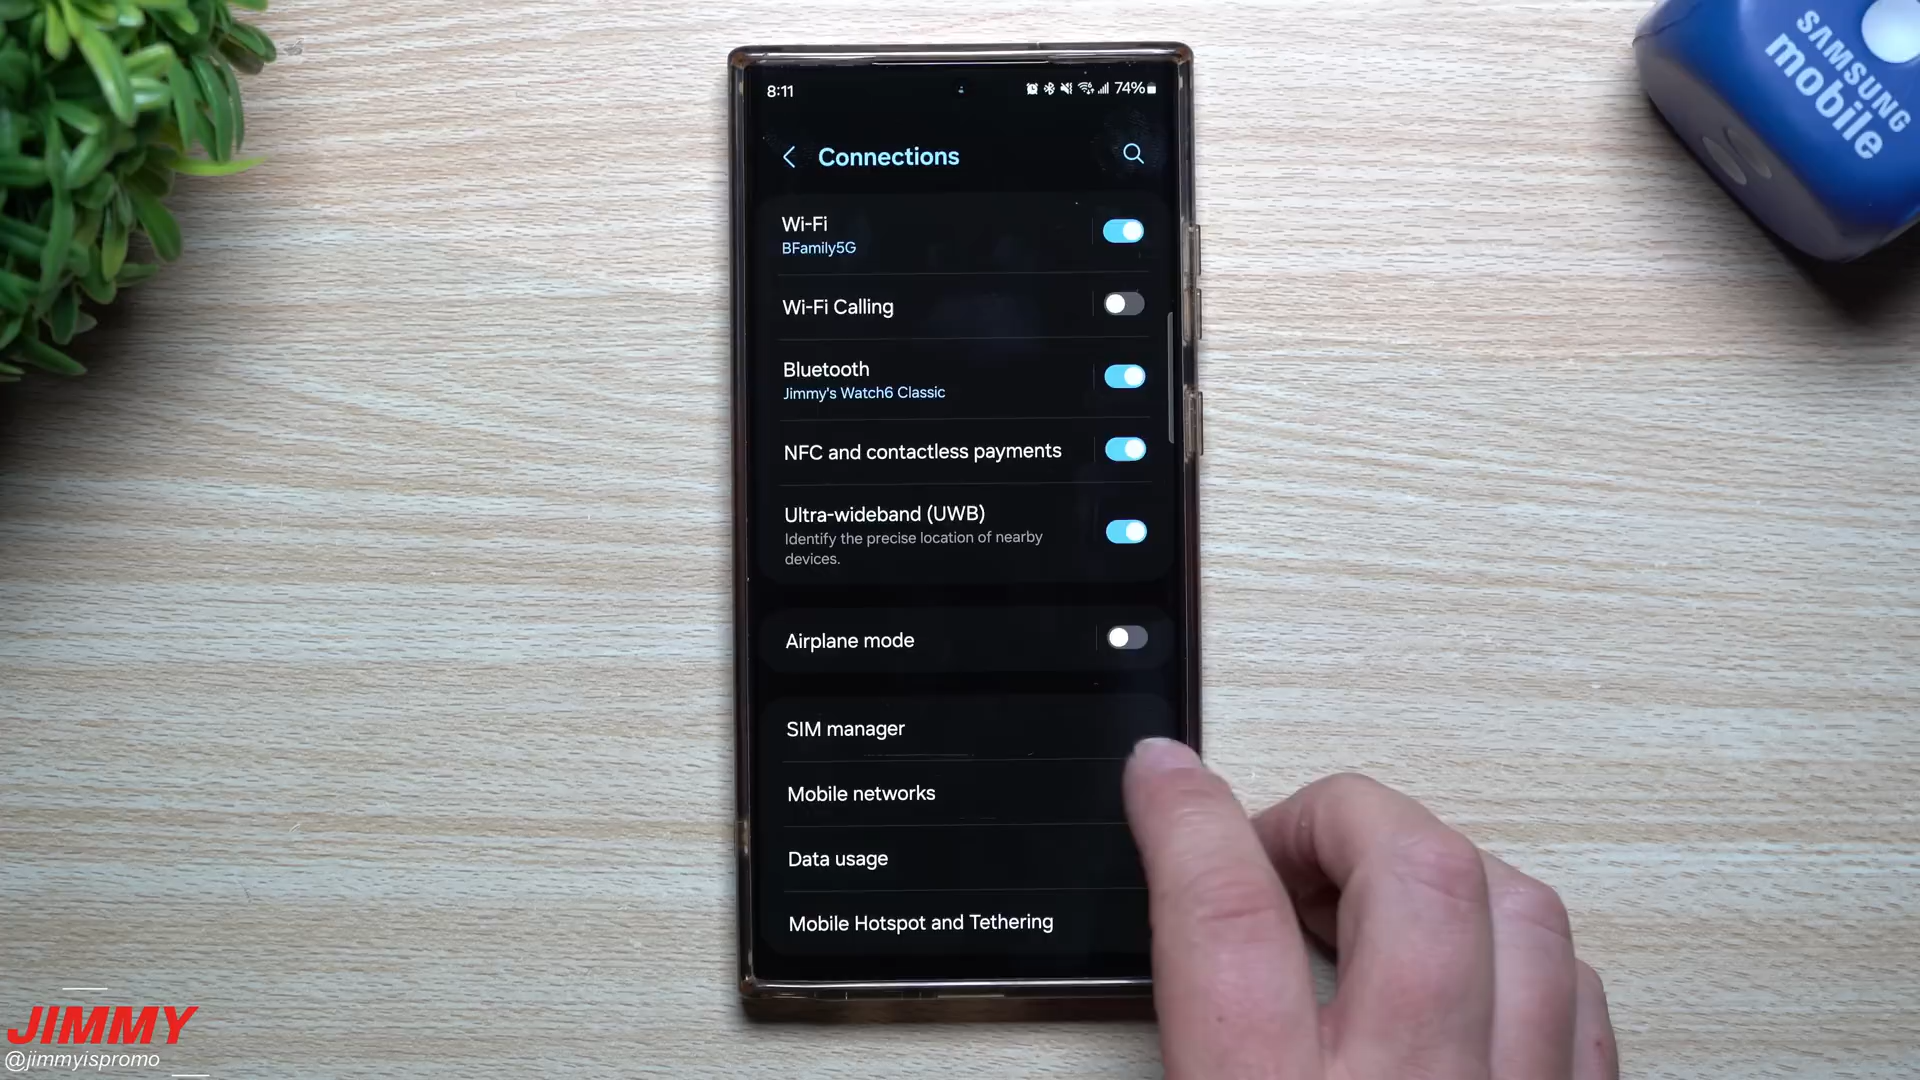 SAMSUNG
mobile
8:11
74%
Connections
Wi-Fi
BFamily5G
Wi-Fi Calling
Bluetooth
Jimmy's Watch6 Classic
NFC and contactless payments
Ultra-wideband (UWB)
Identify the precise location of nearby
devices.
Airplane mode
SIM manager
Mobile networks
Data usage
Mobile Hotspot and Tethering
JIMMY
@jimmyispromo